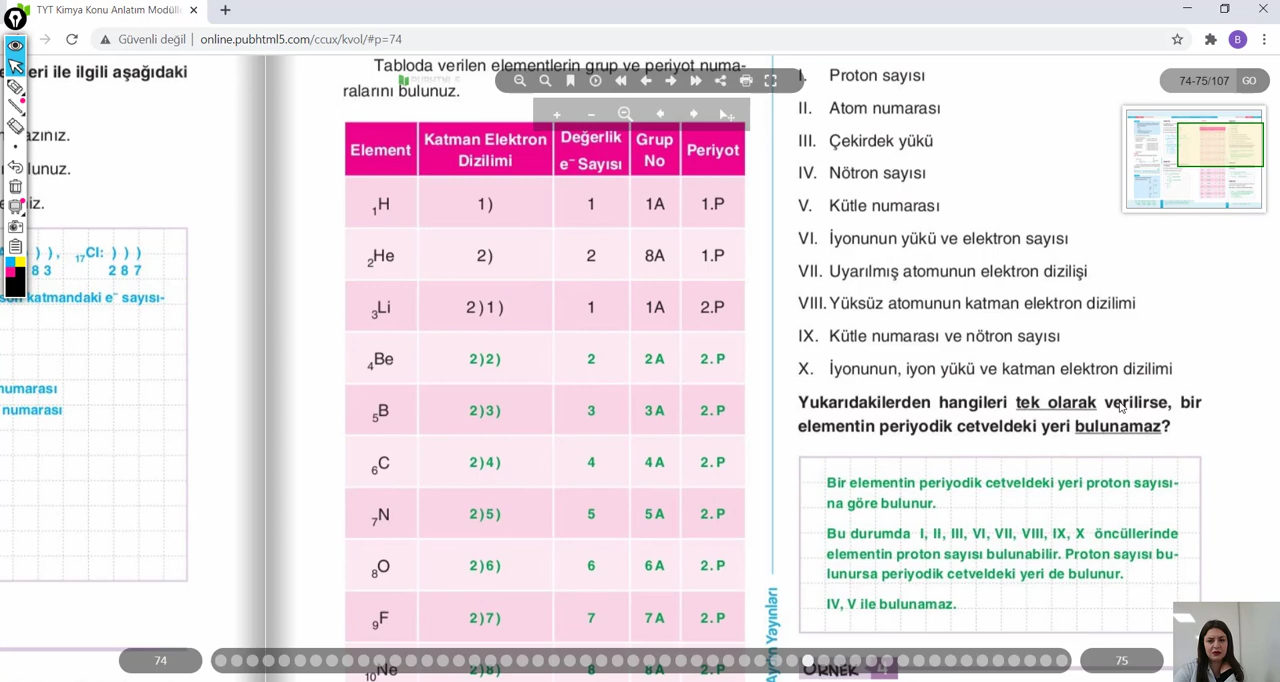 TYT Kimya Konu Anlatım Modüll
Güvenli değil | online.pubhtml5.com/ccux/kvol/#p=74
B
eri ile ilgili aşağıdaki
azınız.
lunuz.
iz.
) ) ), 17Cl: ) ) )
8 3 2 8 7
son katmandaki e– sayısı-
numarası
numarası
Tabloda verilen elementlerin grup ve periyot numa-
ralarını bulunuz.
PUBHTML5
Element Katman Elektron Dizilimi Değerlik e– Sayısı Grup No Periyot
1H 1) 1 1A 1.P
2He 2) 2 8A 1.P
3Li 2)1) 1 1A 2.P
4Be 2)2) 2 2A 2.P
5B 2)3) 3 3A 2.P
6C 2)4) 4 4A 2.P
7N 2)5) 5 5A 2.P
8O 2)6) 6 6A 2.P
9F 2)7) 7 7A 2.P
10Ne 2)8) 8 8A 2.P
Aydın Yayınları
I. Proton sayısı
II. Atom numarası
III. Çekirdek yükü
IV. Nötron sayısı
V. Kütle numarası
VI. İyonunun yükü ve elektron sayısı
VII. Uyarılmış atomunun elektron dizilişi
VIII. Yüksüz atomunun katman elektron dizilimi
IX. Kütle numarası ve nötron sayısı
X. İyonunun, iyon yükü ve katman elektron dizilimi
Yukarıdakilerden hangileri tek olarak verilirse, bir
elementin periyodik cetveldeki yeri bulunamaz?
Bir elementin periyodik cetveldeki yeri proton sayısı-
na göre bulunur.
Bu durumda I, II, III, VI, VII, VIII, IX, X öncüllerinde
elementin proton sayısı bulunabilir. Proton sayısı bu-
lunursa periyodik cetveldeki yeri de bulunur.
IV, V ile bulunamaz.
ÖRNEK 4
74-75/107 GO
74
75